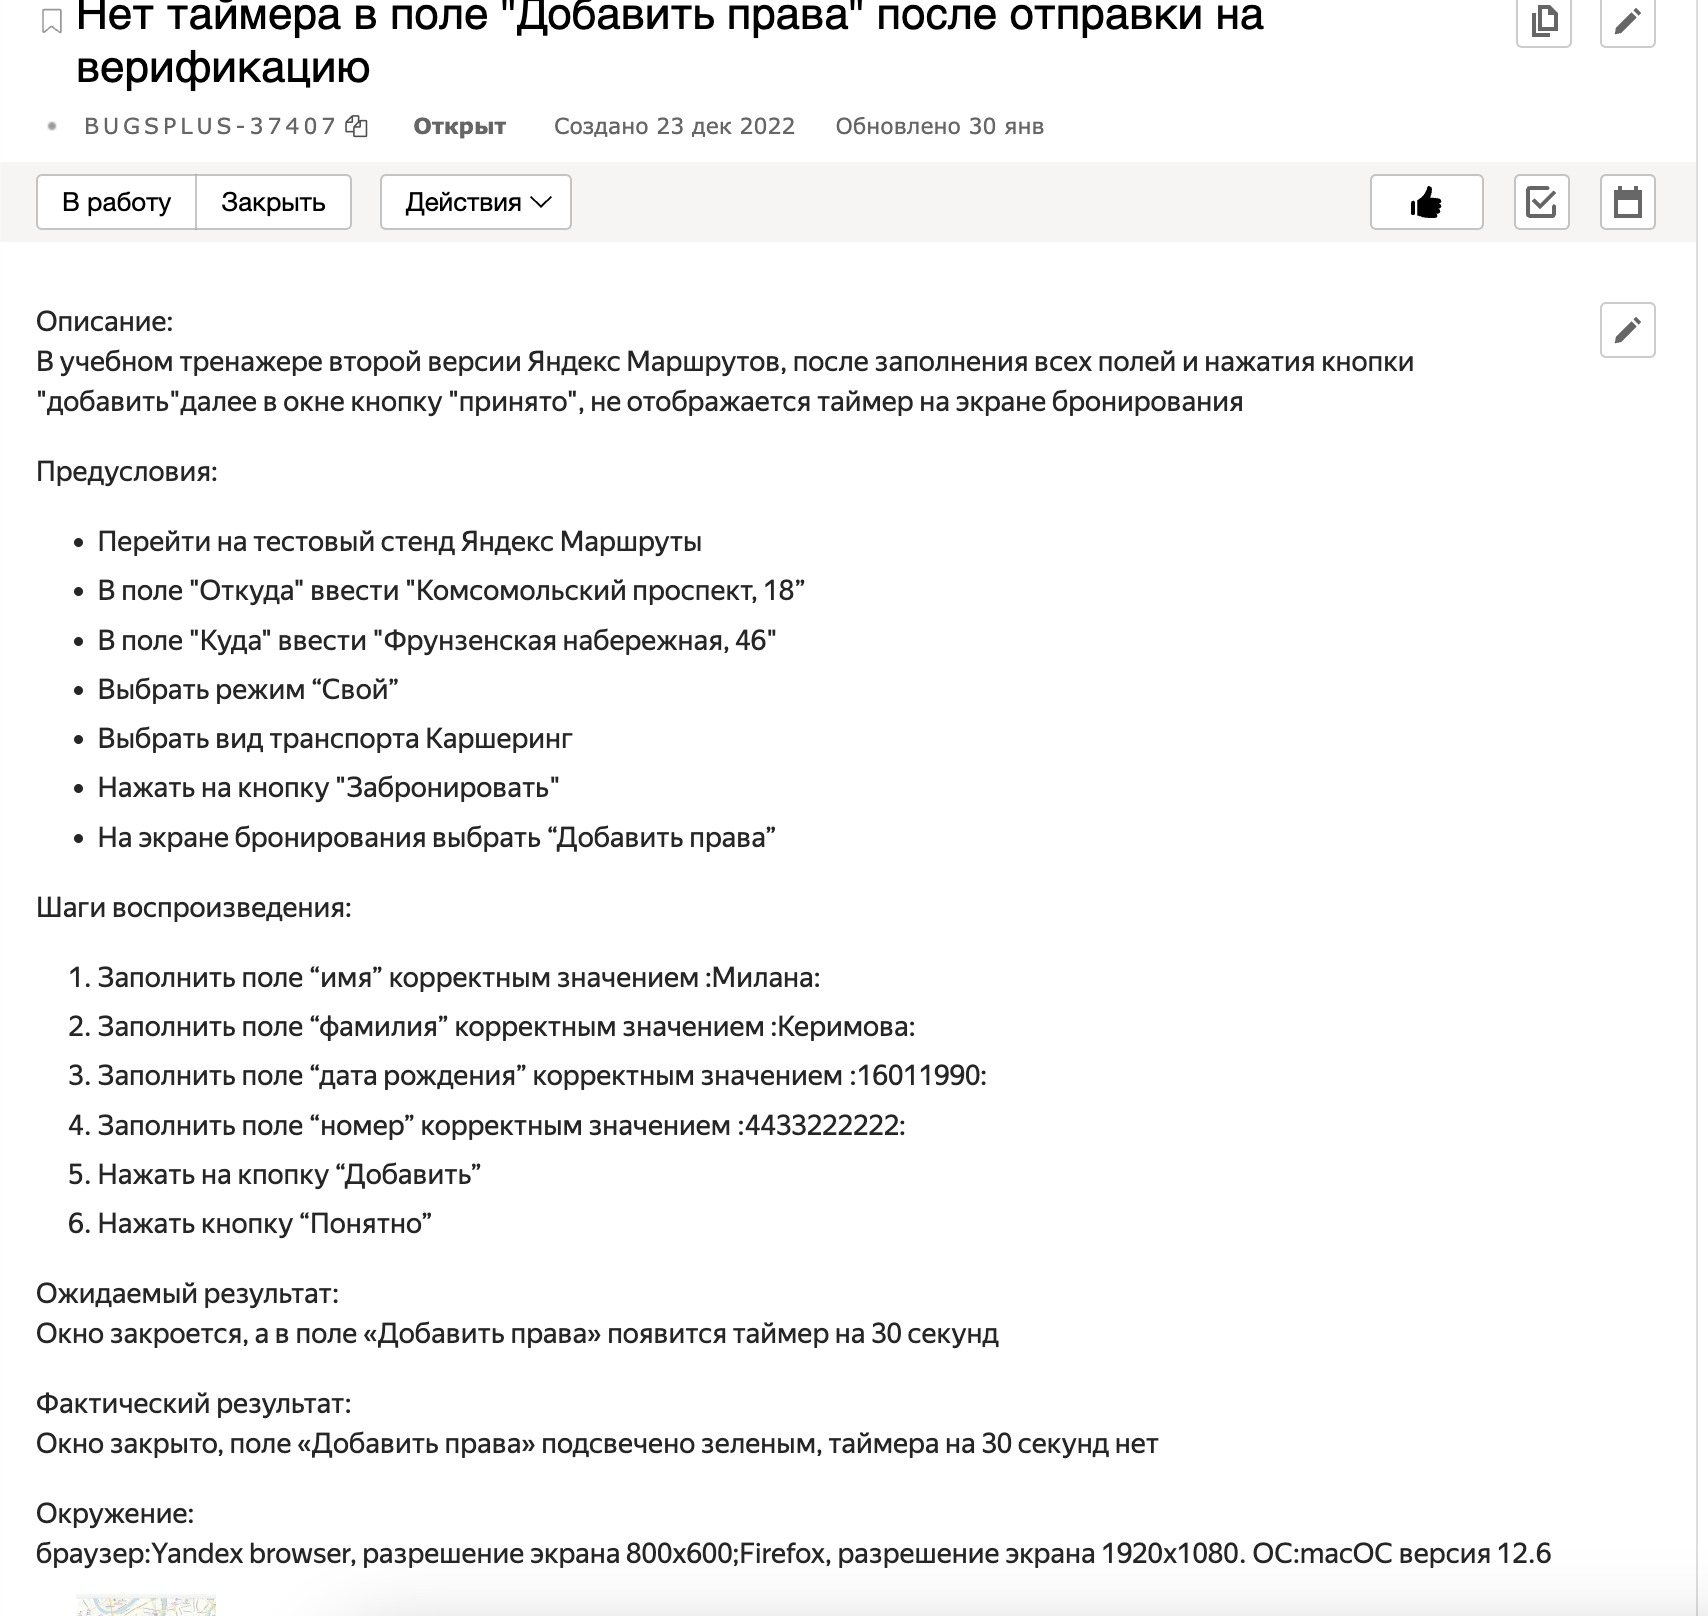 Нет таймера в поле "Добавить права" после отправки на
верификацию
BUGSPLUS-37407 Открыт Создано 23 дек 2022 Обновлено 30 янв
В работу Закрыть Действия
Описание:
В учебном тренажере второй версии Яндекс Маршрутов, после заполнения всех полей и нажатия кнопки
"добавить"далее в окне кнопку "принято", не отображается таймер на экране бронирования
Предусловия:
• Перейти на тестовый стенд Яндекс Маршруты
• В поле "Откуда" ввести "Комсомольский проспект, 18”
• В поле "Куда" ввести "Фрунзенская набережная, 46"
• Выбрать режим “Свой”
• Выбрать вид транспорта Каршеринг
• Нажать на кнопку "Забронировать"
• На экране бронирования выбрать “Добавить права”
Шаги воспроизведения:
1. Заполнить поле “имя” корректным значением :Милана:
2. Заполнить поле “фамилия” корректным значением :Керимова:
3. Заполнить поле “дата рождения” корректным значением :16011990:
4. Заполнить поле “номер” корректным значением :4433222222:
5. Нажать на кпопку “Добавить”
6. Нажать кнопку “Понятно”
Ожидаемый результат:
Окно закроется, а в поле «Добавить права» появится таймер на 30 секунд
Фактический результат:
Окно закрыто, поле «Добавить права» подсвечено зеленым, таймера на 30 секунд нет
Окружение:
браузер:Yandex browser, разрешение экрана 800x600;Firefox, разрешение экрана 1920x1080. ОС:macOC версия 12.6